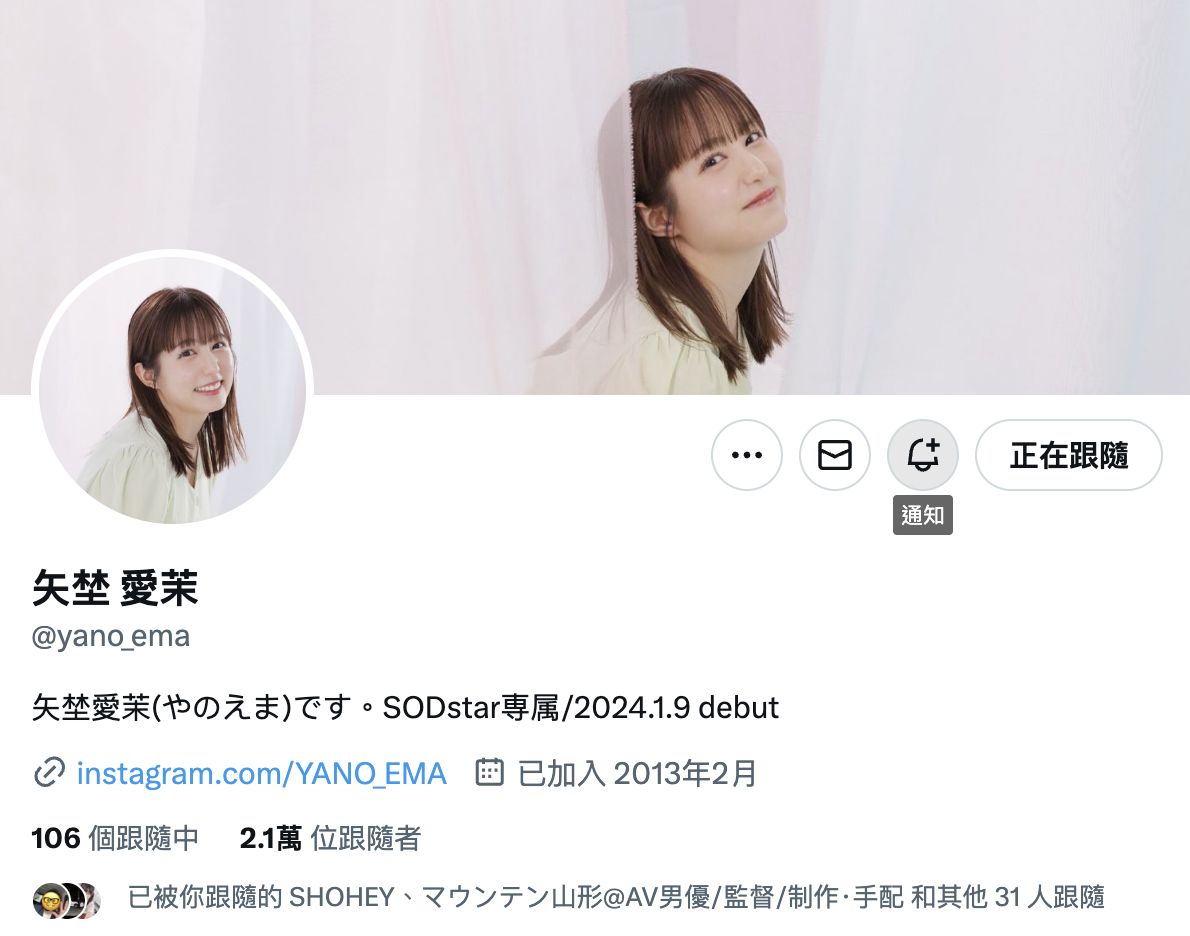 正在跟隨
通知
矢埜 愛茉
@yano_ema
矢埜愛茉(やのえま)です。SODstar専属/2024.1.9 debut
instagram.com/YANO_EMA 已加入 2013年2月
106 個跟隨中 2.1萬 位跟隨者
已被你跟隨的 SHOHEY、マウンテン山形@AV男優/監督/制作·手配 和其他 31 人跟隨